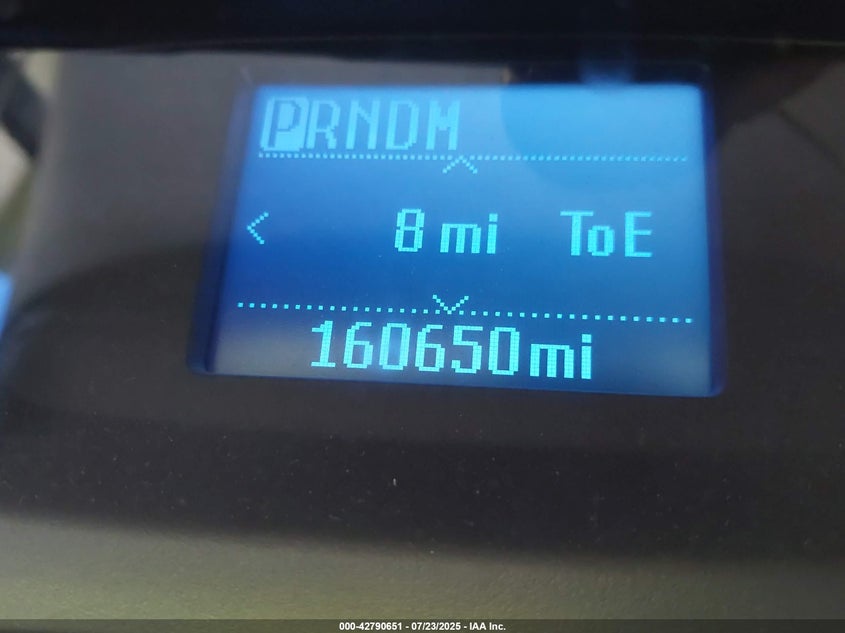 PRNDM
8 mi ToE
160650mi
000-42790651 - 07/23/2025 - IAA Inc.